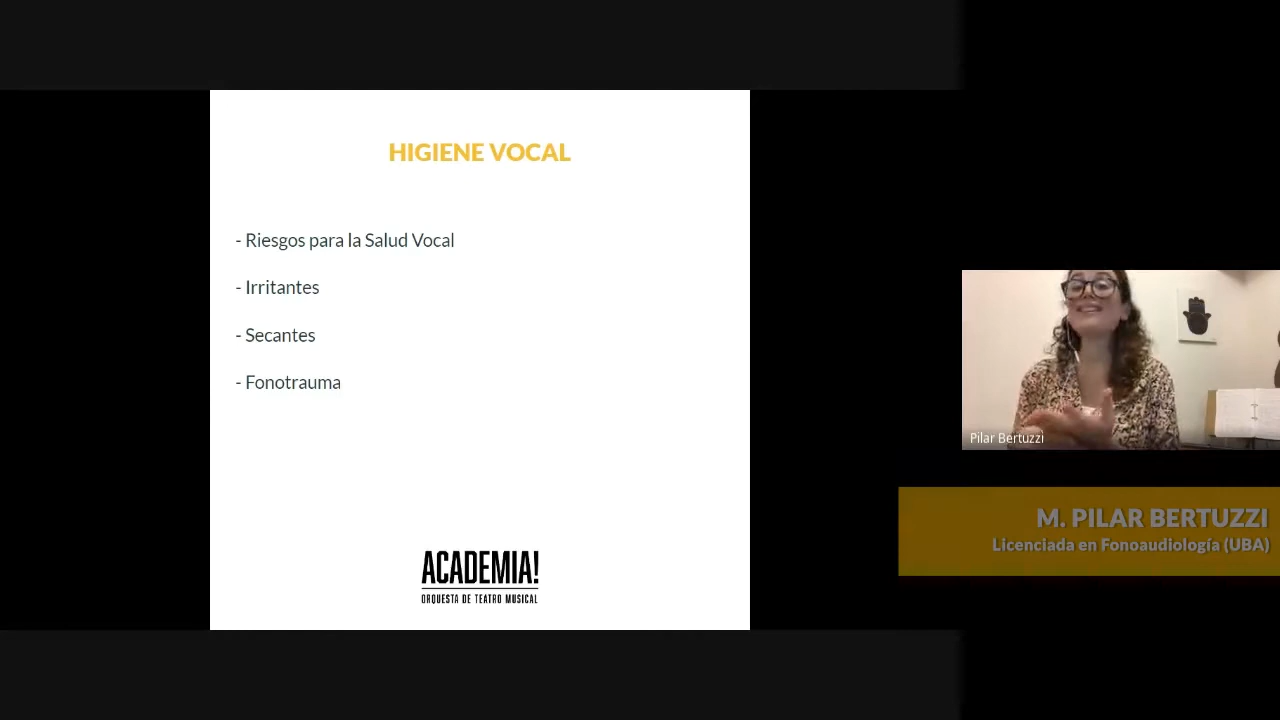 HIGIENE VOCAL
- Riesgos para la Salud Vocal
- Irritantes
- Secantes
- Fonotrauma
ACADEMIA!
ORQUESTA DE TEATRO MUSICAL
Pilar Bertuzzi
M. PILAR BERTUZZI
Licenciada en Fonoaudiología (UBA)